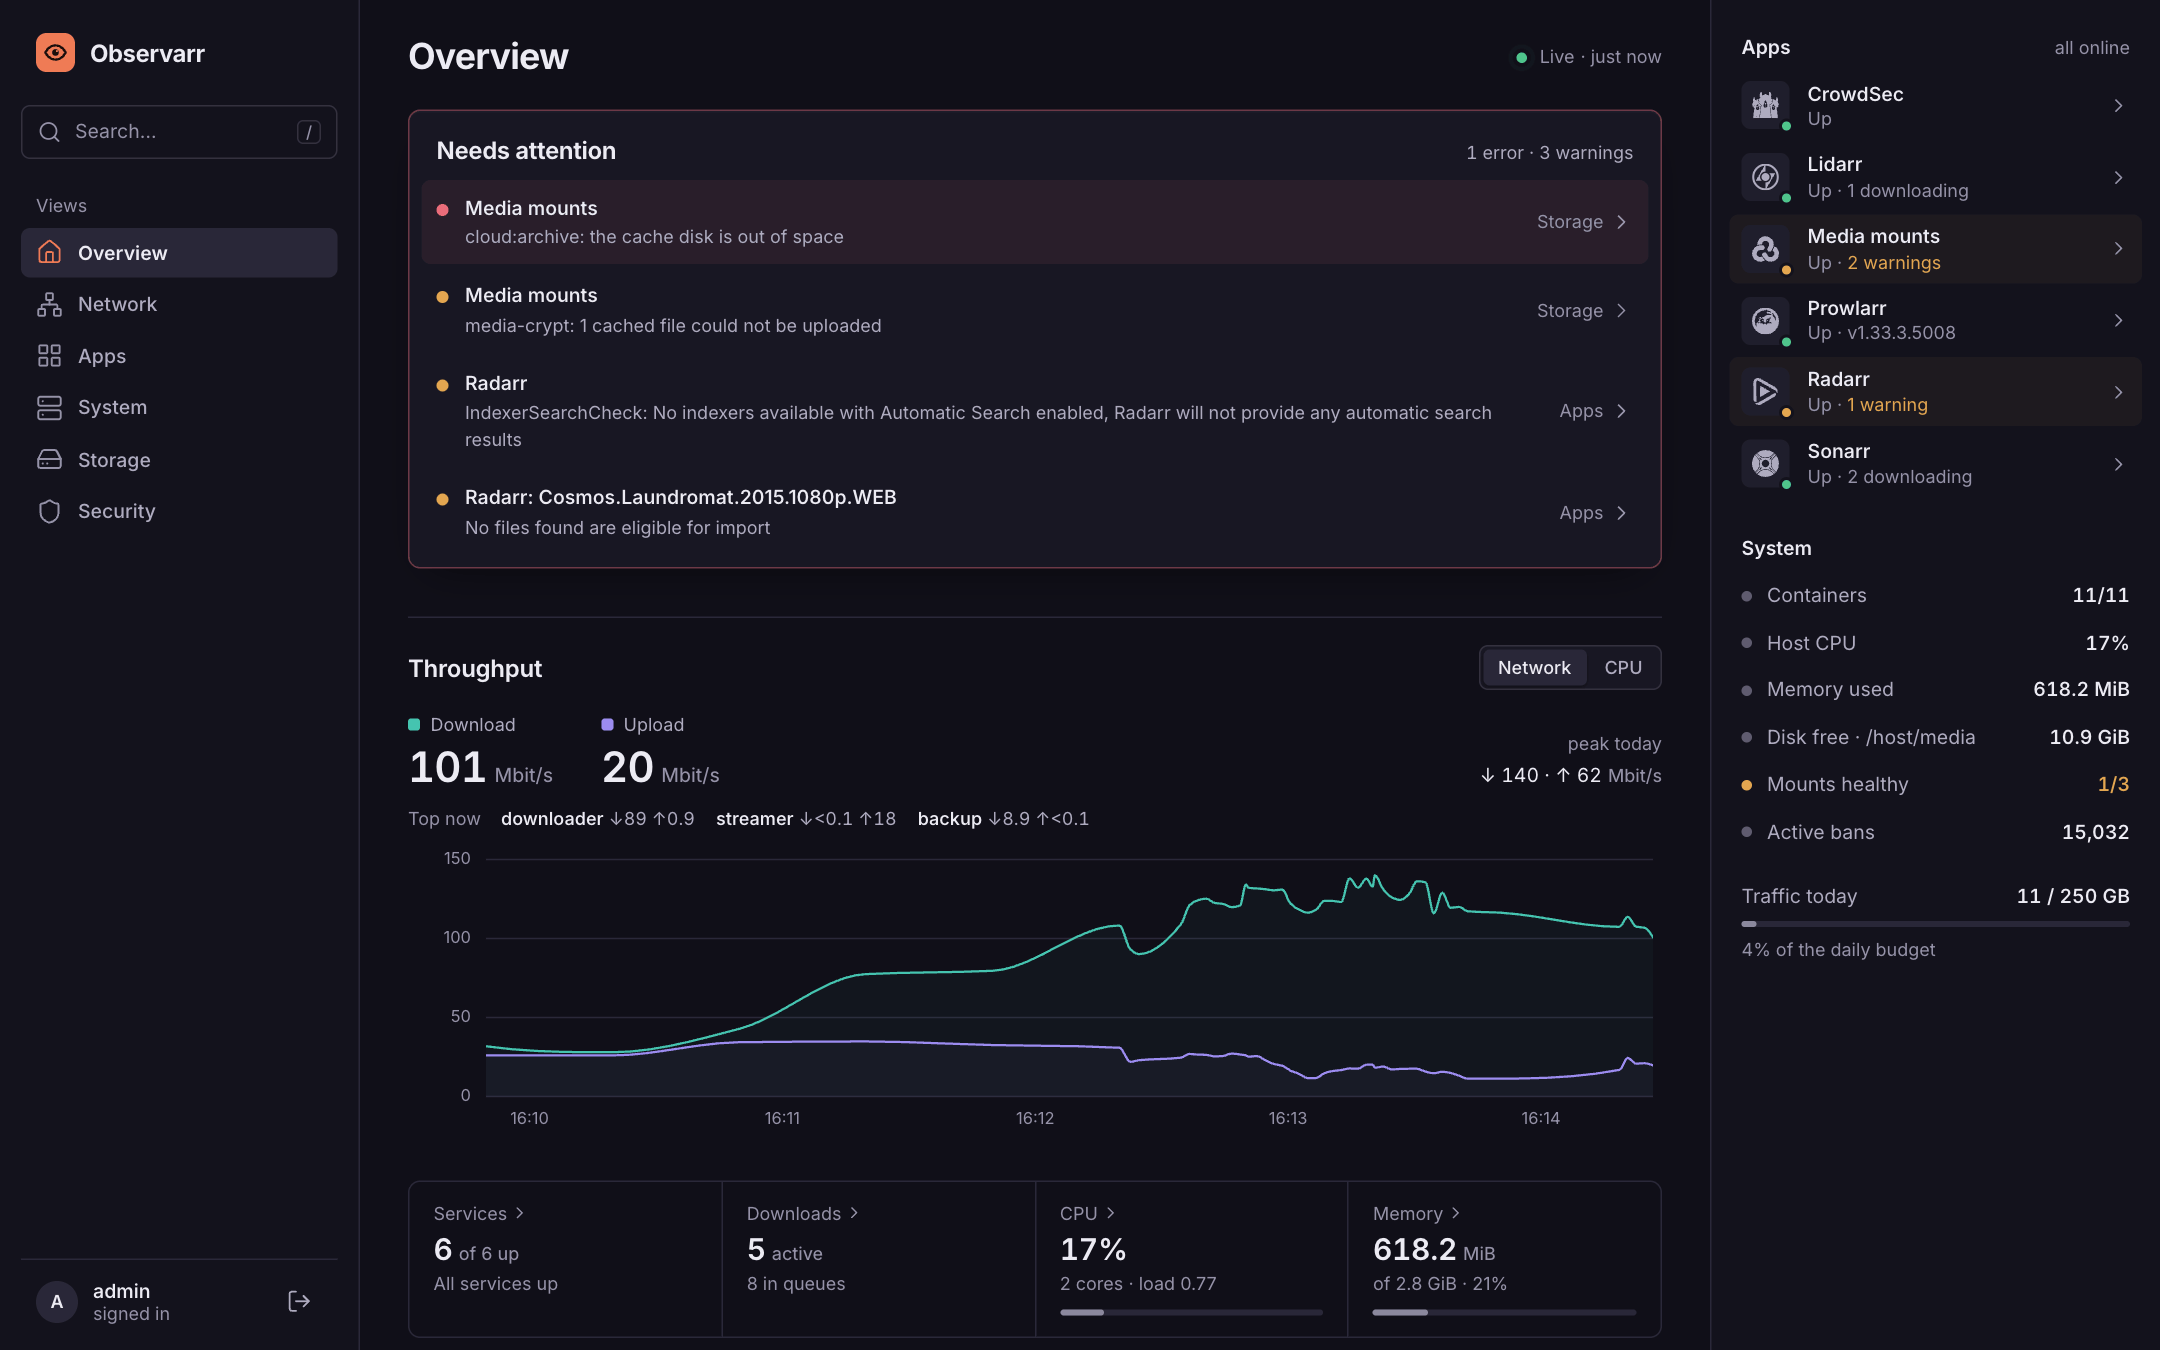 Observarr
Search...
/
Views
Overview
Network
Apps
System
Storage
Security
A
admin
signed in
Overview
Live · just now
Needs attention
1 error · 3 warnings
Media mounts
cloud:archive: the cache disk is out of space
Storage
Media mounts
media-crypt: 1 cached file could not be uploaded
Storage
Radarr
IndexerSearchCheck: No indexers available with Automatic Search enabled, Radarr will not provide any automatic search
results
Apps
Radarr: Cosmos.Laundromat.2015.1080p.WEB
No files found are eligible for import
Apps
Throughput
Network
CPU
Download
Upload
101 Mbit/s
20 Mbit/s
peak today
↓ 140 · ↑ 62 Mbit/s
Top now downloader ↓89 ↑0.9 streamer ↓<0.1 ↑18 backup ↓8.9 ↑<0.1
150
100
50
0
16:10
16:11
16:12
16:13
16:14
Services
6 of 6 up
All services up
Downloads
5 active
8 in queues
CPU
17%
2 cores · load 0.77
Memory
618.2 MiB
of 2.8 GiB · 21%
Apps
all online
CrowdSec
Up
Lidarr
Up · 1 downloading
Media mounts
Up · 2 warnings
Prowlarr
Up · v1.33.3.5008
Radarr
Up · 1 warning
Sonarr
Up · 2 downloading
System
Containers 11/11
Host CPU 17%
Memory used 618.2 MiB
Disk free · /host/media 10.9 GiB
Mounts healthy 1/3
Active bans 15,032
Traffic today 11 / 250 GB
4% of the daily budget